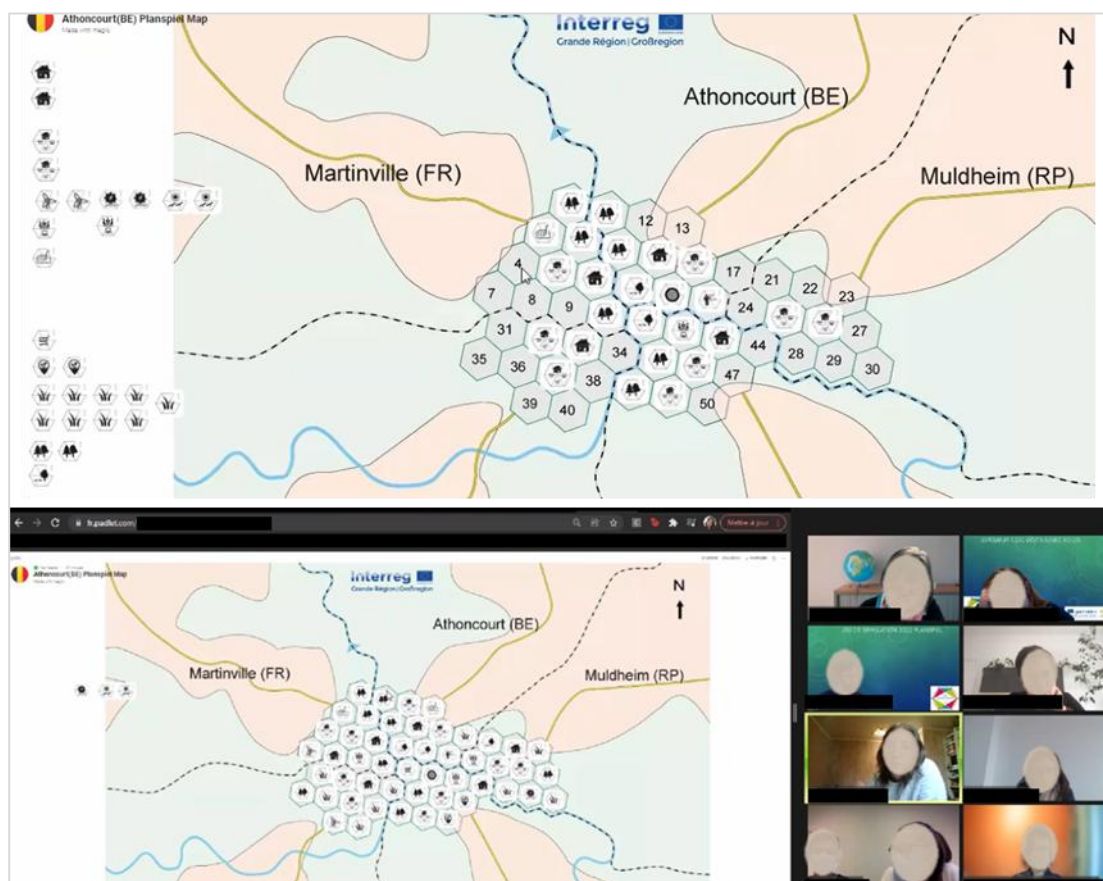 Athoncourt(BE) Planspiel Map
Made with magic
Interreg
Grande Région|Großregion
N
Athoncourt (BE)
Martinville (FR)
Muldheim (RP)
12
13
4
17
21
22
23
7
8
9
24
27
31
34
44
28
29
30
35
36
38
47
39
40
50
fr.padlet.com/
Mettre à jour
Athoncourt(BE) Planspiel Map
Interreg
Grande Région|Großregion
N
Athoncourt (BE)
Martinville (FR)
Muldheim (RP)